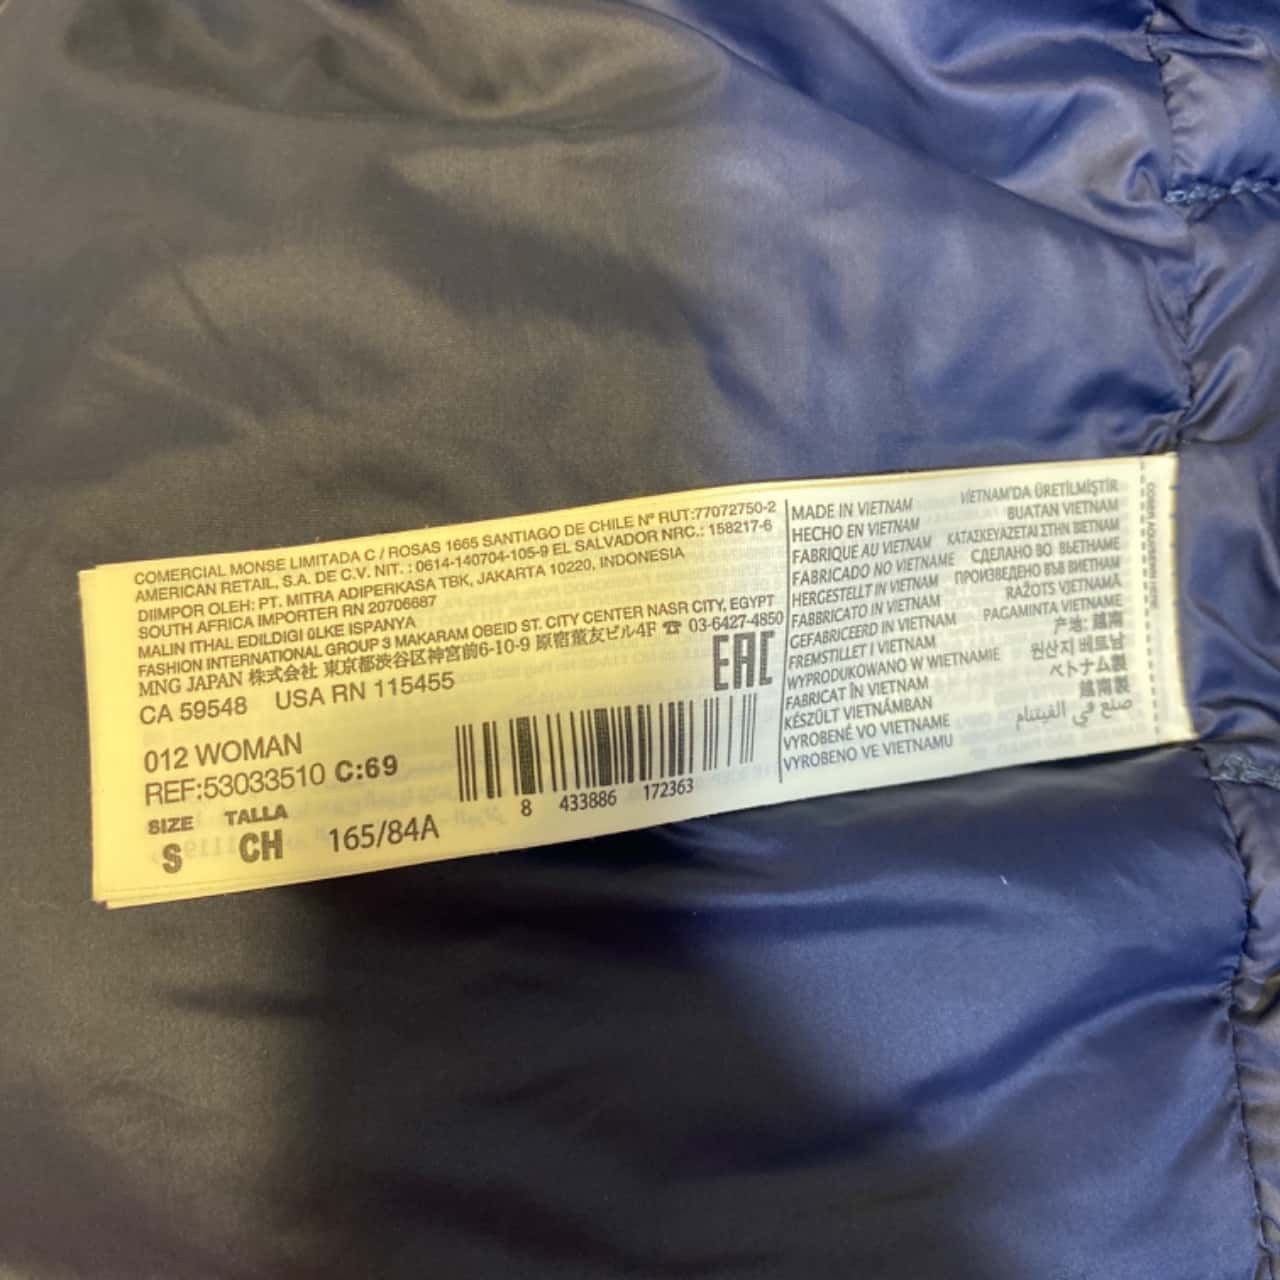 COMERCIAL MONSE LIMITADA C / ROSAS 1665 SANTIAGO DE CHILE Nº RUT:77072750-2
AMERICAN RETAIL, S.A. DE C.V. NIT. : 0614-140704-105-9 EL SALVADOR NRC.: 158217-6
DIIMPOR OLEH: PT. MITRA ADIPERKASA TBK, JAKARTA 10220, INDONESIA
SOUTH AFRICA IMPORTER RN 20706687
MALIN ITHAL EDILDIGI ÜLKE ISPANYA
FASHION INTERNATIONAL GROUP 3 MAKARAM OBEID ST. CITY CENTER NASR CITY, EGYPT
MNG JAPAN 株式会社 東京都渋谷区神宮前6-10-9 原宿董友ビル4F ☎ 03-6427-4850
CA 59548 USA RN 115455
EAC
012 WOMAN
REF:53033510 C:69
SIZE TALLA
S CH 165/84A
8 433886 172363
MADE IN VIETNAM
HECHO EN VIETNAM
FABRIQUE AU VIETNAM
FABRICADO NO VIETNAME
HERGESTELLT IN VIETNAM
FABBRICATO IN VIETNAM
GEFABRICEERD IN VIETNAM
FREMSTILLET I VIETNAM
WYPRODUKOWANO W WIETNAMIE
FABRICAT ÎN VIETNAM
KÉSZÜLT VIETNÁMBAN
VYROBENÉ VO VIETNAME
VYROBENO VE VIETNAMU
VİETNAM'DA ÜRETİLMİŞTİR
BUATAN VIETNAM
ΚΑΤΑΣΚΕΥΑΖΕΤΑΙ ΣΤΗΝ ΒΙΕΤΝΑΜ
СДЕЛАНО ВО ВЬЕТНАМЕ
ПРОИЗВЕДЕНО ВЪВ ВИЕТНАМ
RAŽOTS VJETNAMĀ
PAGAMINTA VIETNAME
产地: 越南
원산지 베트남
ベトナム製
越南製
صنع في الفيتنام